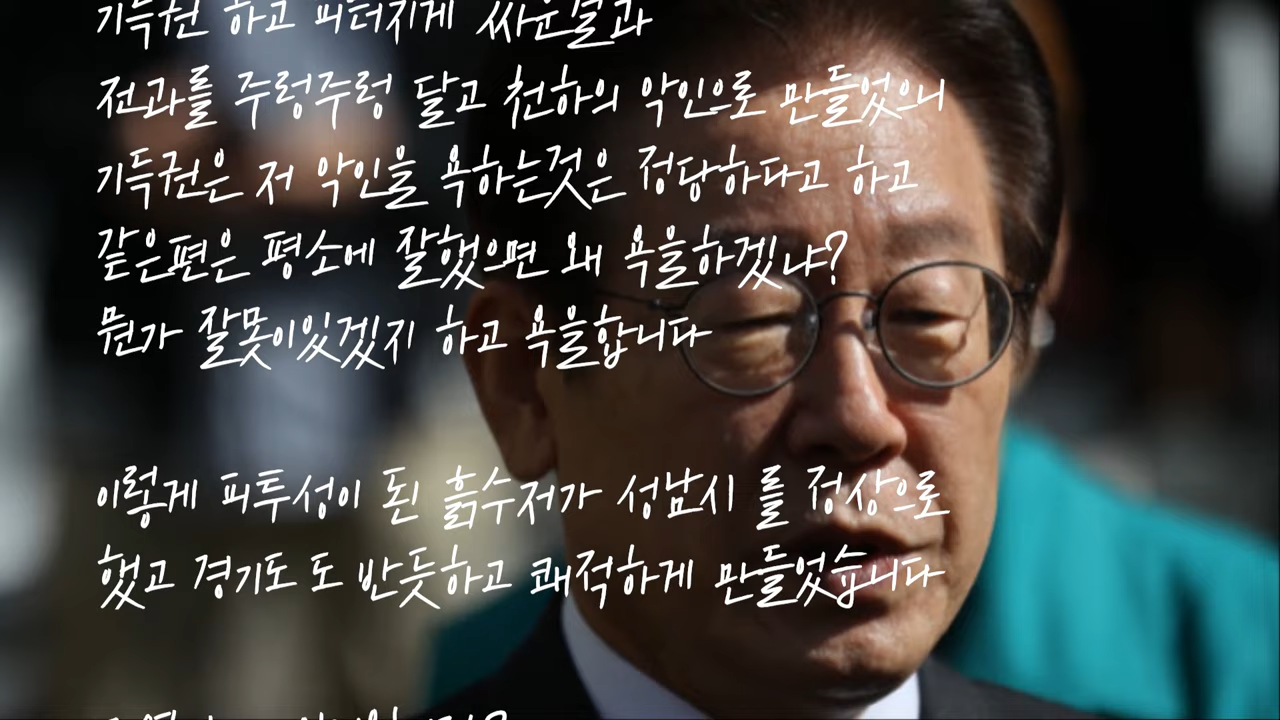 기득권 하고 피터지게 싸운결과
전과를 주렁주렁 달고 천하의 악인으로 만들었으니
기득권은 저 악인을 욕하는것은 정당하다고 하고
같은편은 평소에 잘했으면 왜 욕을하겠냐?
뭔가 잘못이있겠지 하고 욕을합니다
이렇게 피투성이 돈 흙수저가 성남시 를 정상으로
했고 경기도 도 반듯하고 쾌적하게 만들었습니다